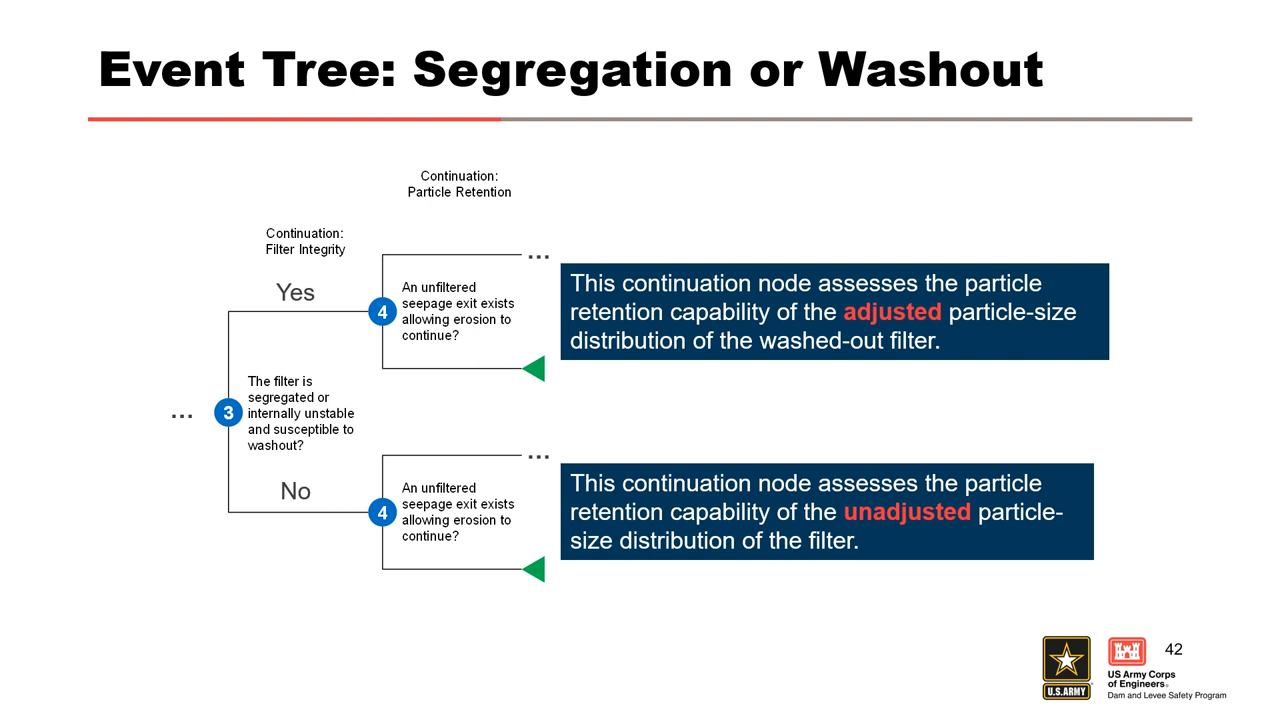 Event Tree: Segregation or Washout
Continuation:
Particle Retention
Continuation:
Filter Integrity
Yes
4
An unfiltered
seepage exit exists
allowing erosion to
continue?
...
This continuation node assesses the particle
retention capability of the adjusted particle-size
distribution of the washed-out filter.
...
3
The filter is
segregated or
internally unstable
and susceptible to
washout?
No
4
An unfiltered
seepage exit exists
allowing erosion to
continue?
...
This continuation node assesses the particle
retention capability of the unadjusted particle-
size distribution of the filter.
U.S.ARMY
US Army Corps
of Engineers®
Dam and Levee Safety Program
42